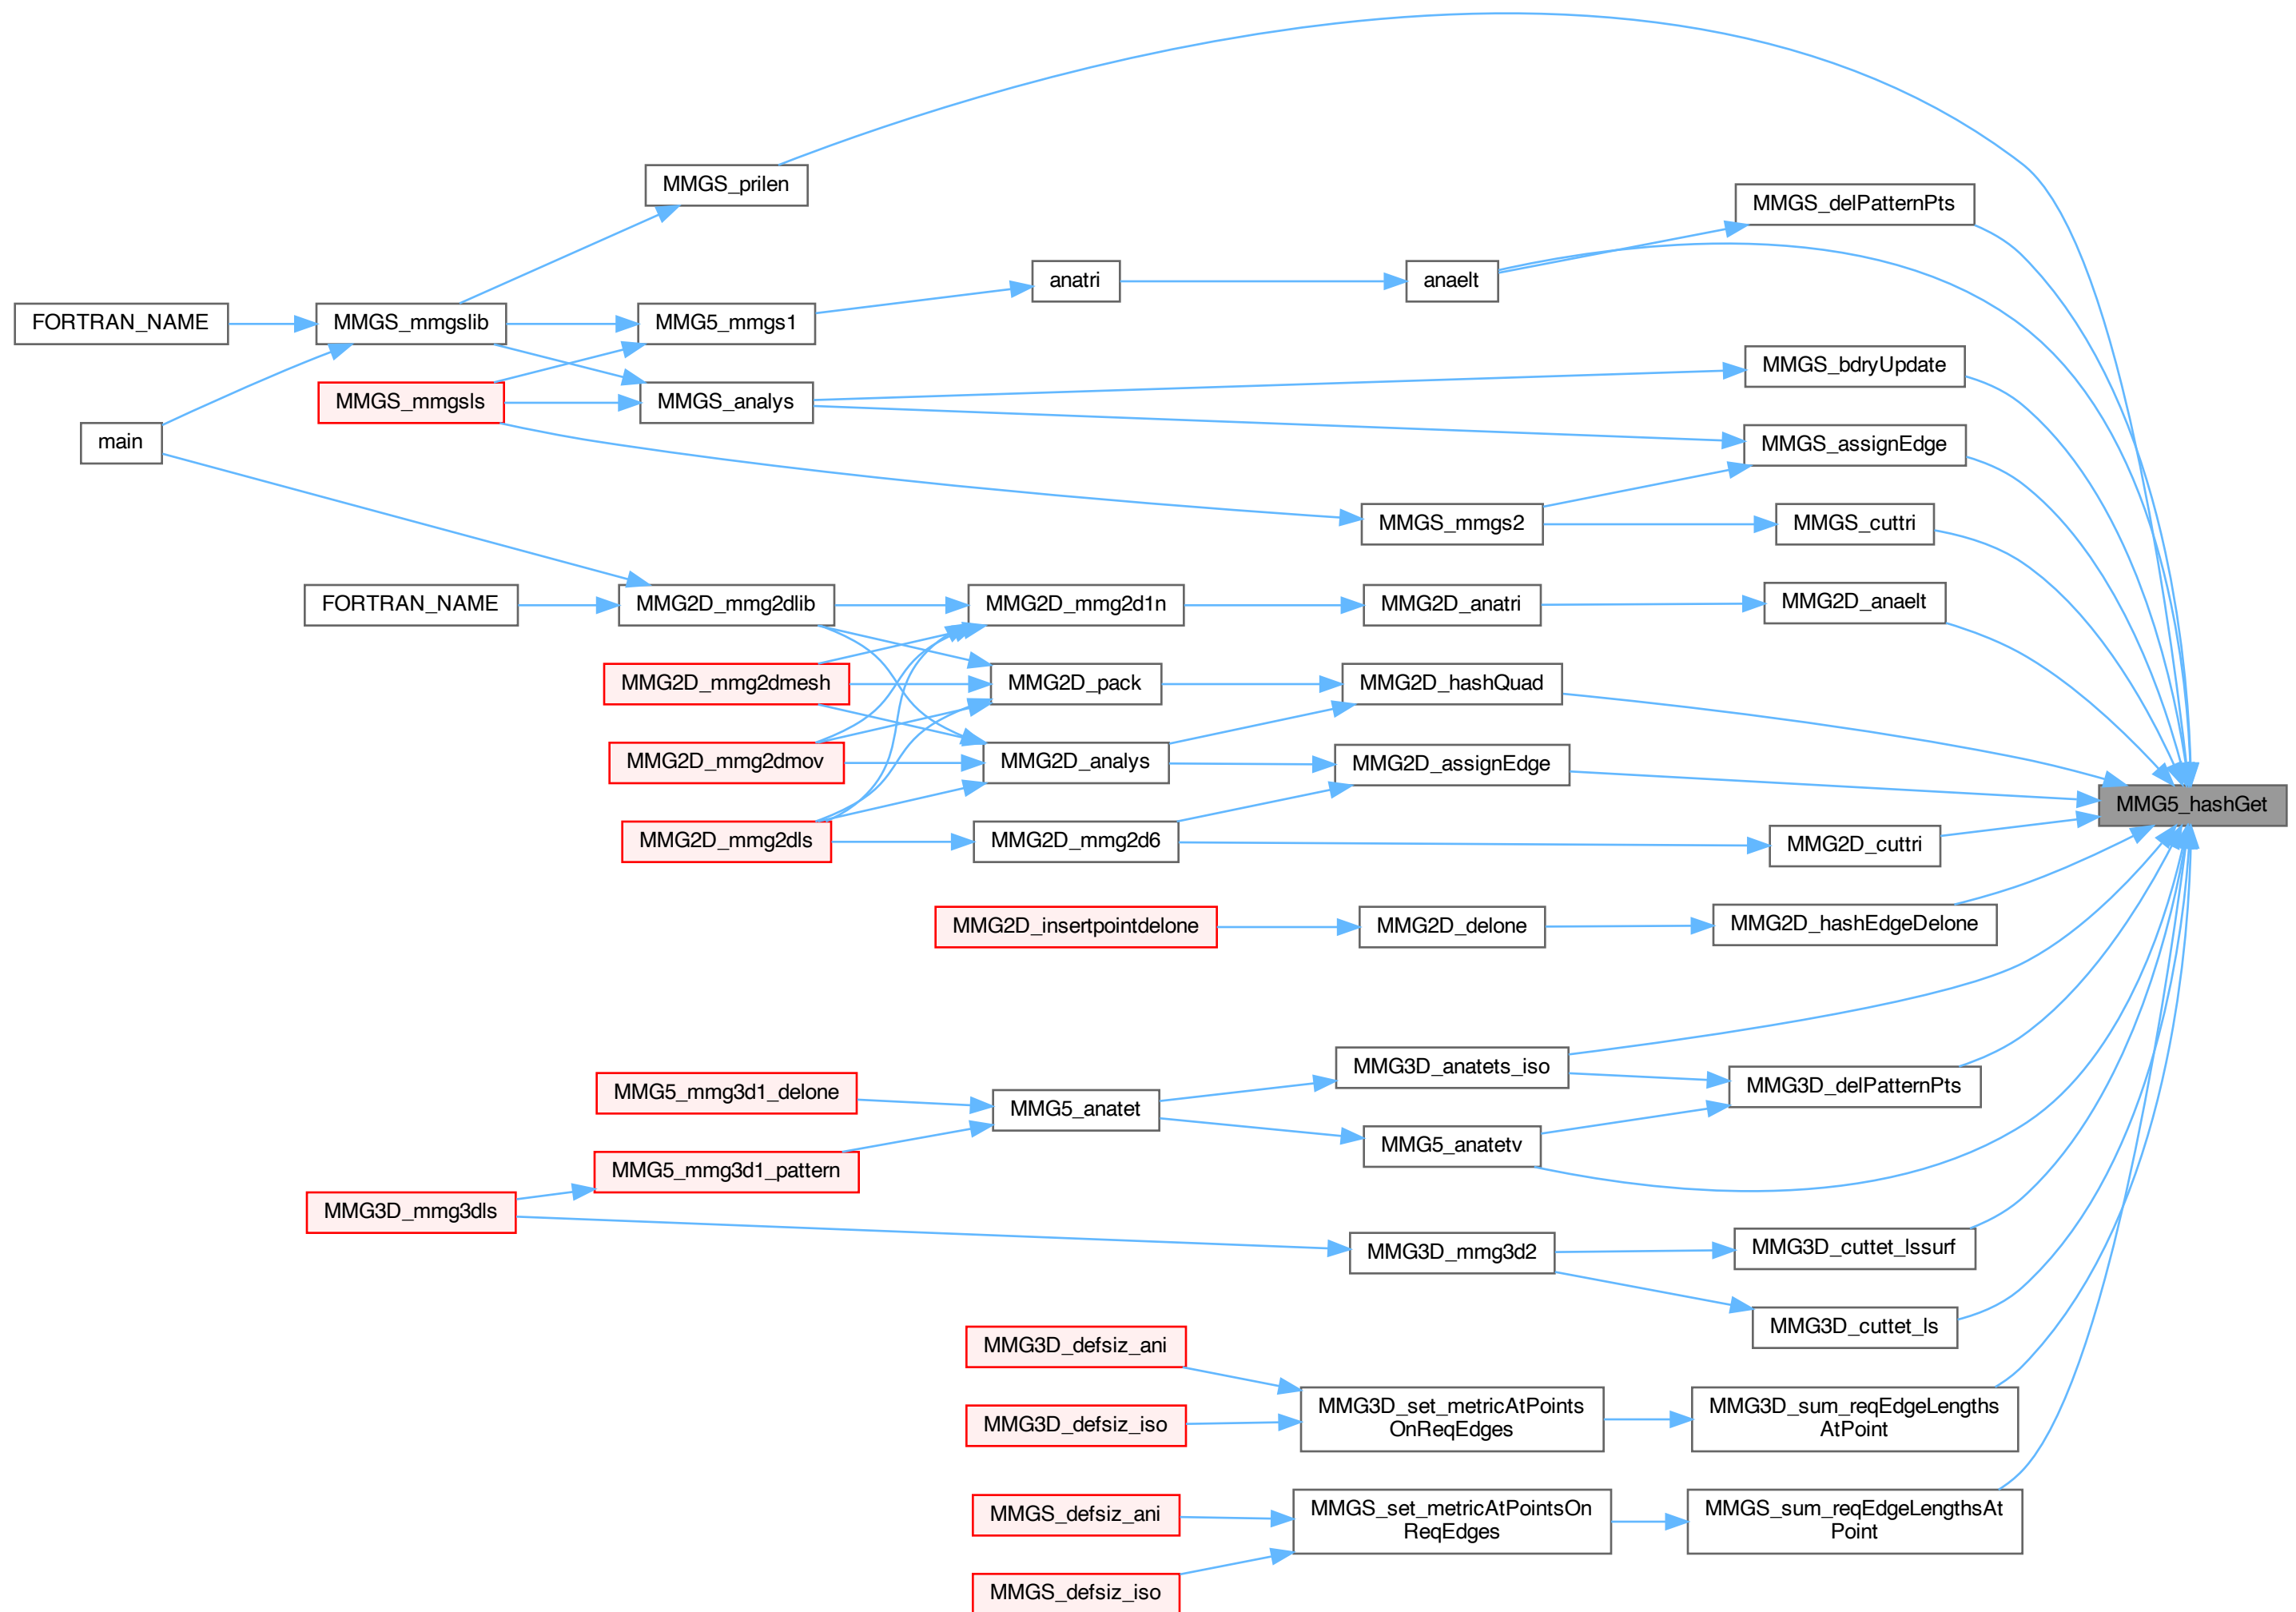 MMGS_prilen
MMGS_delPatternPts
anatri
anaelt
FORTRAN_NAME
MMGS_mmgslib
MMG5_mmgs1
MMGS_bdryUpdate
MMGS_mmgsls
MMGS_analys
main
MMGS_assignEdge
MMGS_mmgs2
MMGS_cuttri
FORTRAN_NAME
MMG2D_mmg2dlib
MMG2D_mmg2d1n
MMG2D_anatri
MMG2D_anaelt
MMG2D_mmg2dmesh
MMG2D_pack
MMG2D_hashQuad
MMG2D_mmg2dmov
MMG2D_analys
MMG2D_assignEdge
MMG5_hashGet
MMG2D_mmg2dls
MMG2D_mmg2d6
MMG2D_cuttri
MMG2D_insertpointdelone
MMG2D_delone
MMG2D_hashEdgeDelone
MMG3D_anatets_iso
MMG5_mmg3d1_delone
MMG5_anatet
MMG3D_delPatternPts
MMG5_anatetv
MMG5_mmg3d1_pattern
MMG3D_mmg3dls
MMG3D_mmg3d2
MMG3D_cuttet_lssurf
MMG3D_cuttet_ls
MMG3D_defsiz_ani
MMG3D_defsiz_iso
MMG3D_set_metricAtPoints
OnReqEdges
MMG3D_sum_reqEdgeLengths
AtPoint
MMGS_defsiz_ani
MMGS_set_metricAtPointsOn
ReqEdges
MMGS_sum_reqEdgeLengthsAt
Point
MMGS_defsiz_iso